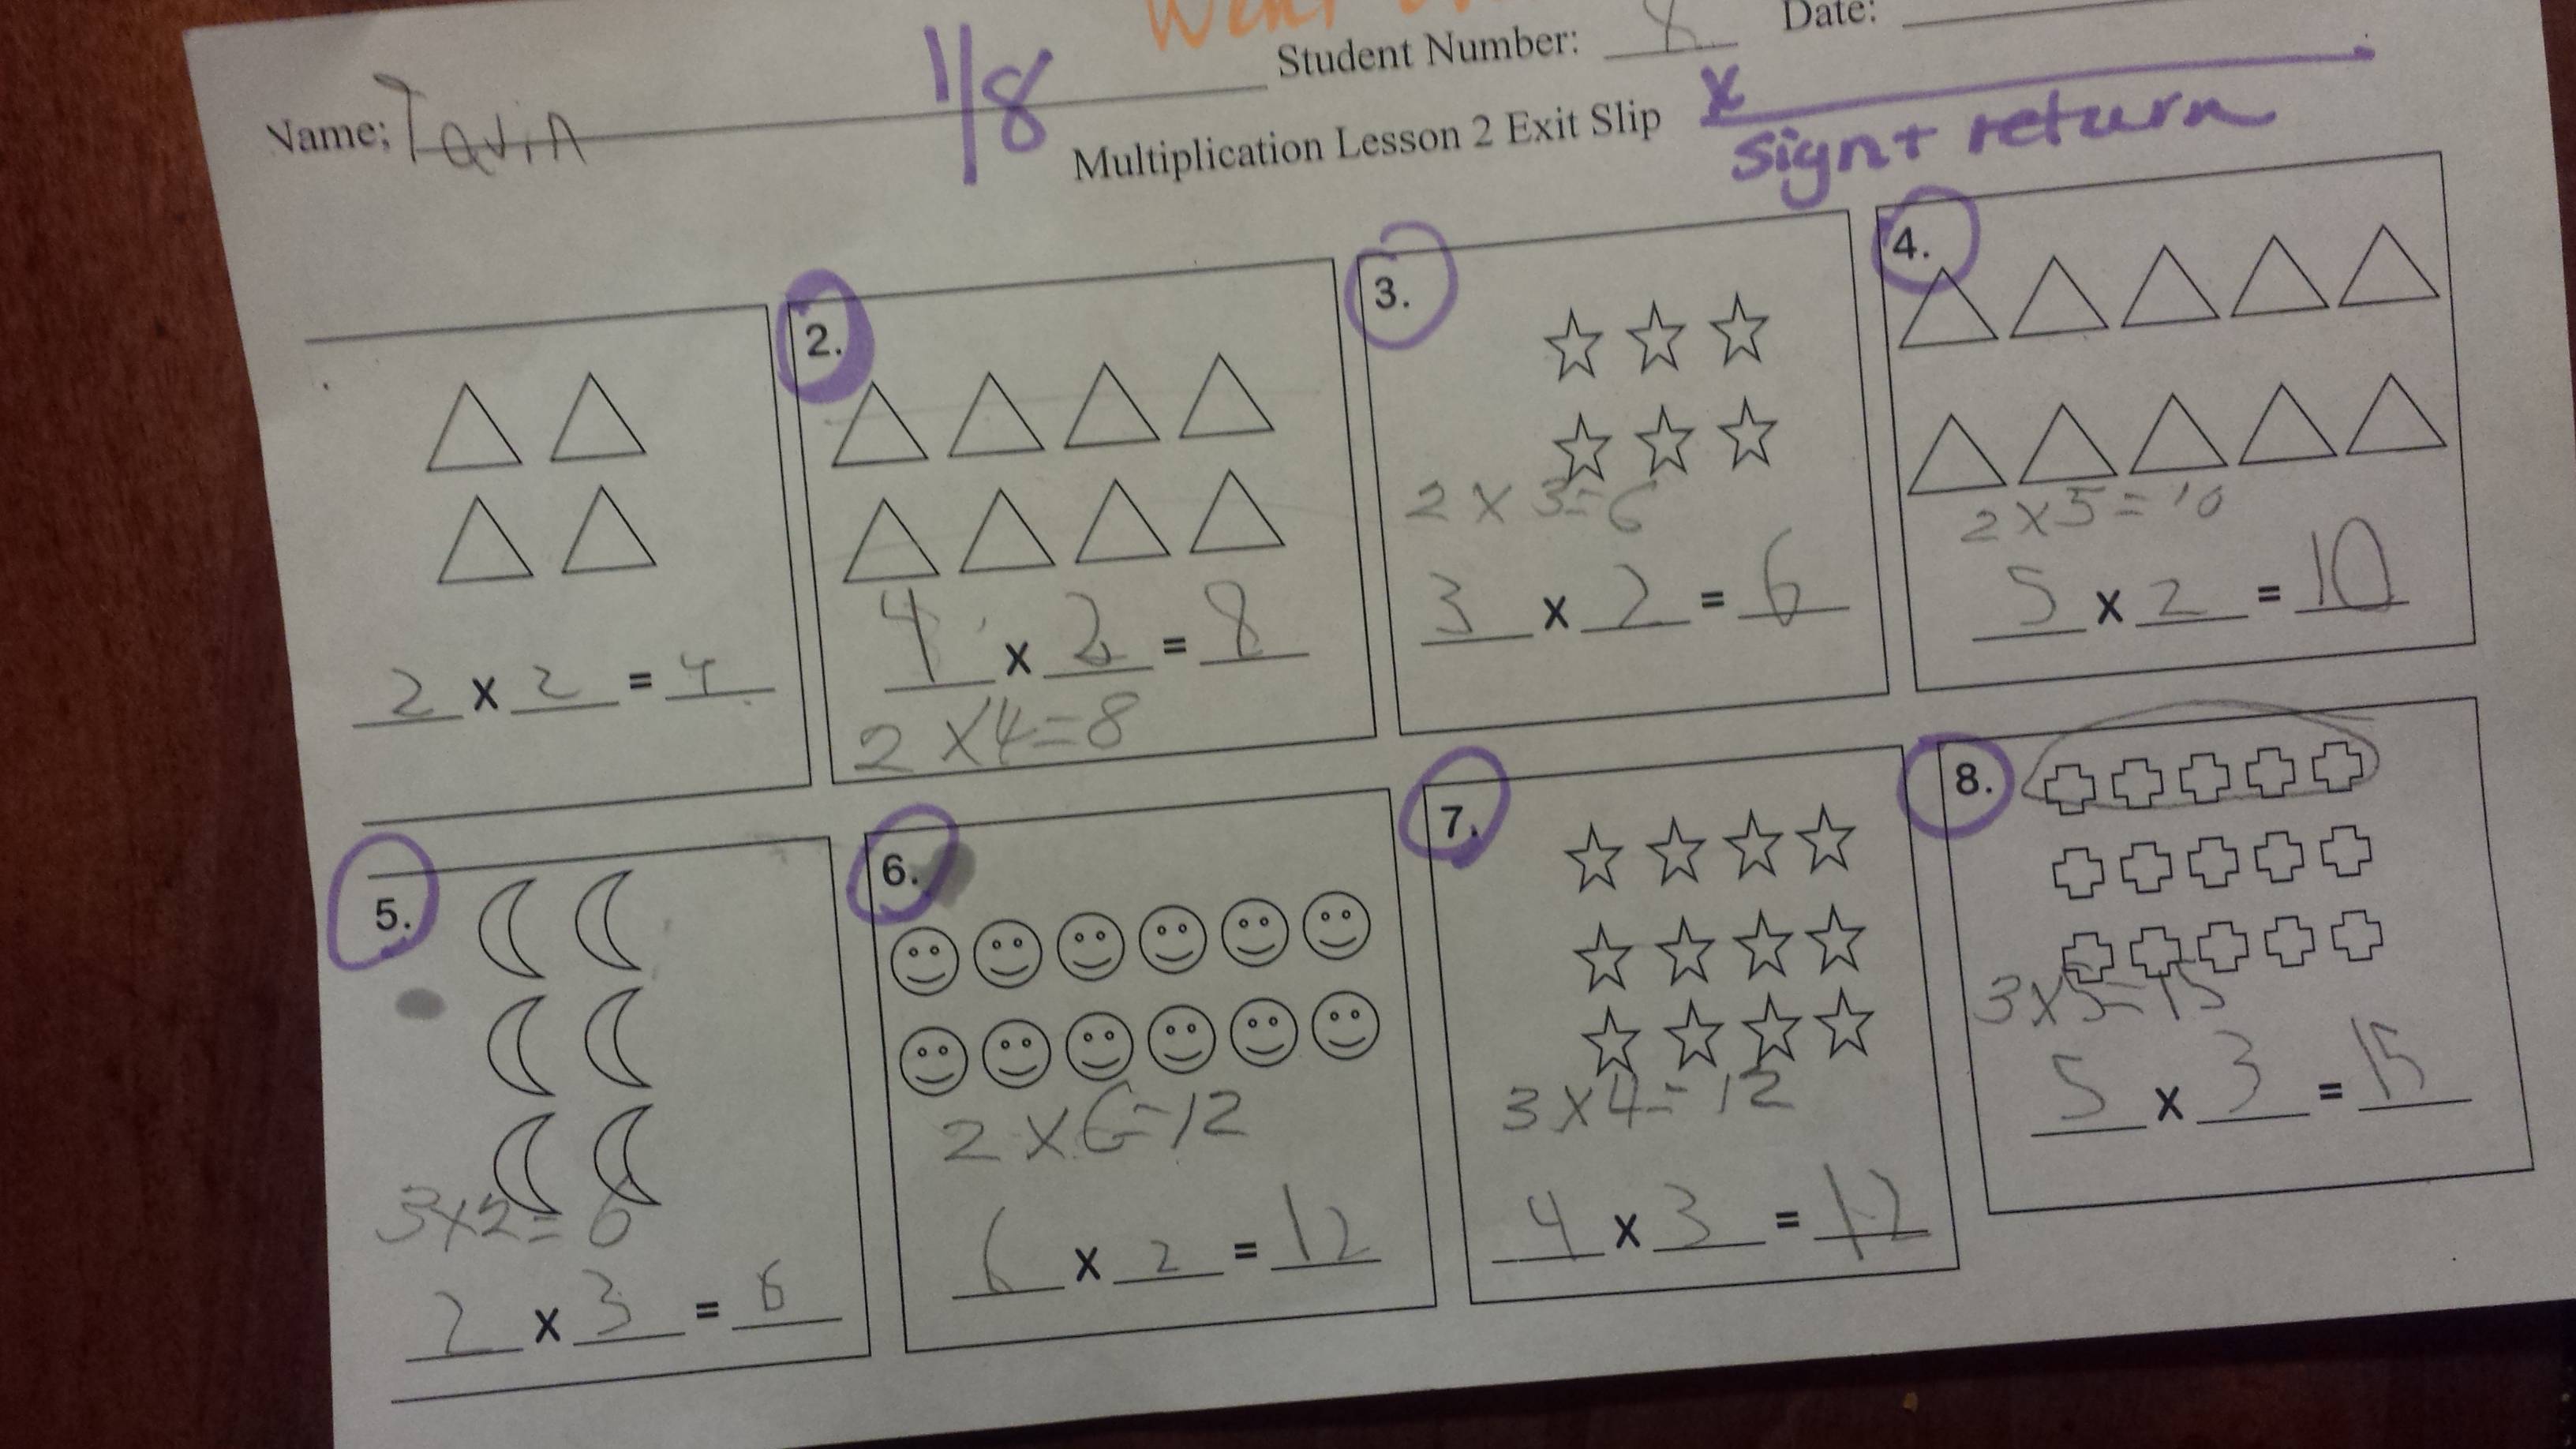 Went
Student Number: 8 Date:
Name: Tavin 1/8
X
Multiplication Lesson 2 Exit Slip
sign + return
2 x 2 = 4
2.
4 x 2 = 8
2 x 4 = 8
3.
2 x 3 = 6
3 x 2 = 6
4.
2 x 5 = 10
5 x 2 = 10
5.
3 x 2 = 6
2 x 3 = 6
6.
2 x 6 = 12
6 x 2 = 12
7.
3 x 4 = 12
4 x 3 = 12
8.
3 x 5 = 15
5 x 3 = 15